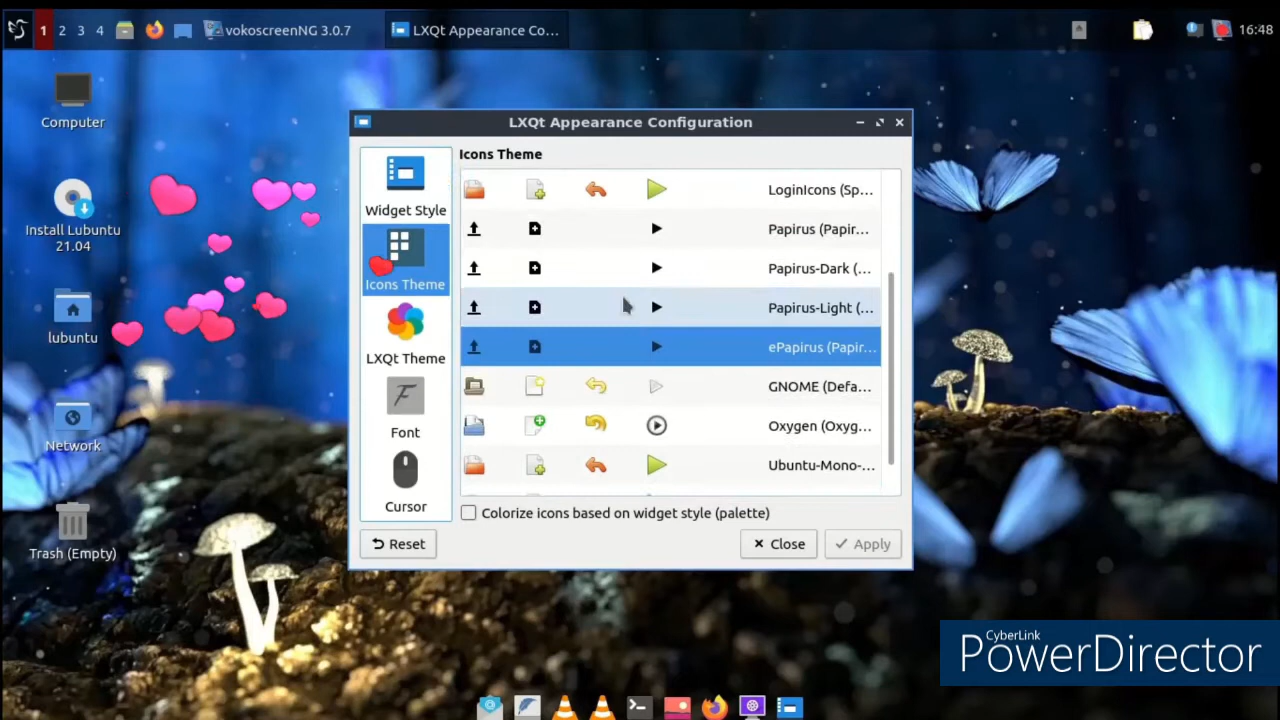 1 2 3 4 vokoscreenNG 3.0.7 LXQt Appearance Co... 16:48
Computer
Install Lubuntu
21.04
lubuntu
Network
Trash (Empty)
LXQt Appearance Configuration
Widget Style
Icons Theme
LXQt Theme
Font
Cursor
Icons Theme
LoginIcons (Sp...
Papirus (Papir...
Papirus-Dark (...
Papirus-Light (...
ePapirus (Papir...
GNOME (Defa...
Oxygen (Oxyg...
Ubuntu-Mono-...
Colorize icons based on widget style (palette)
Reset Close Apply
CyberLink
PowerDirector